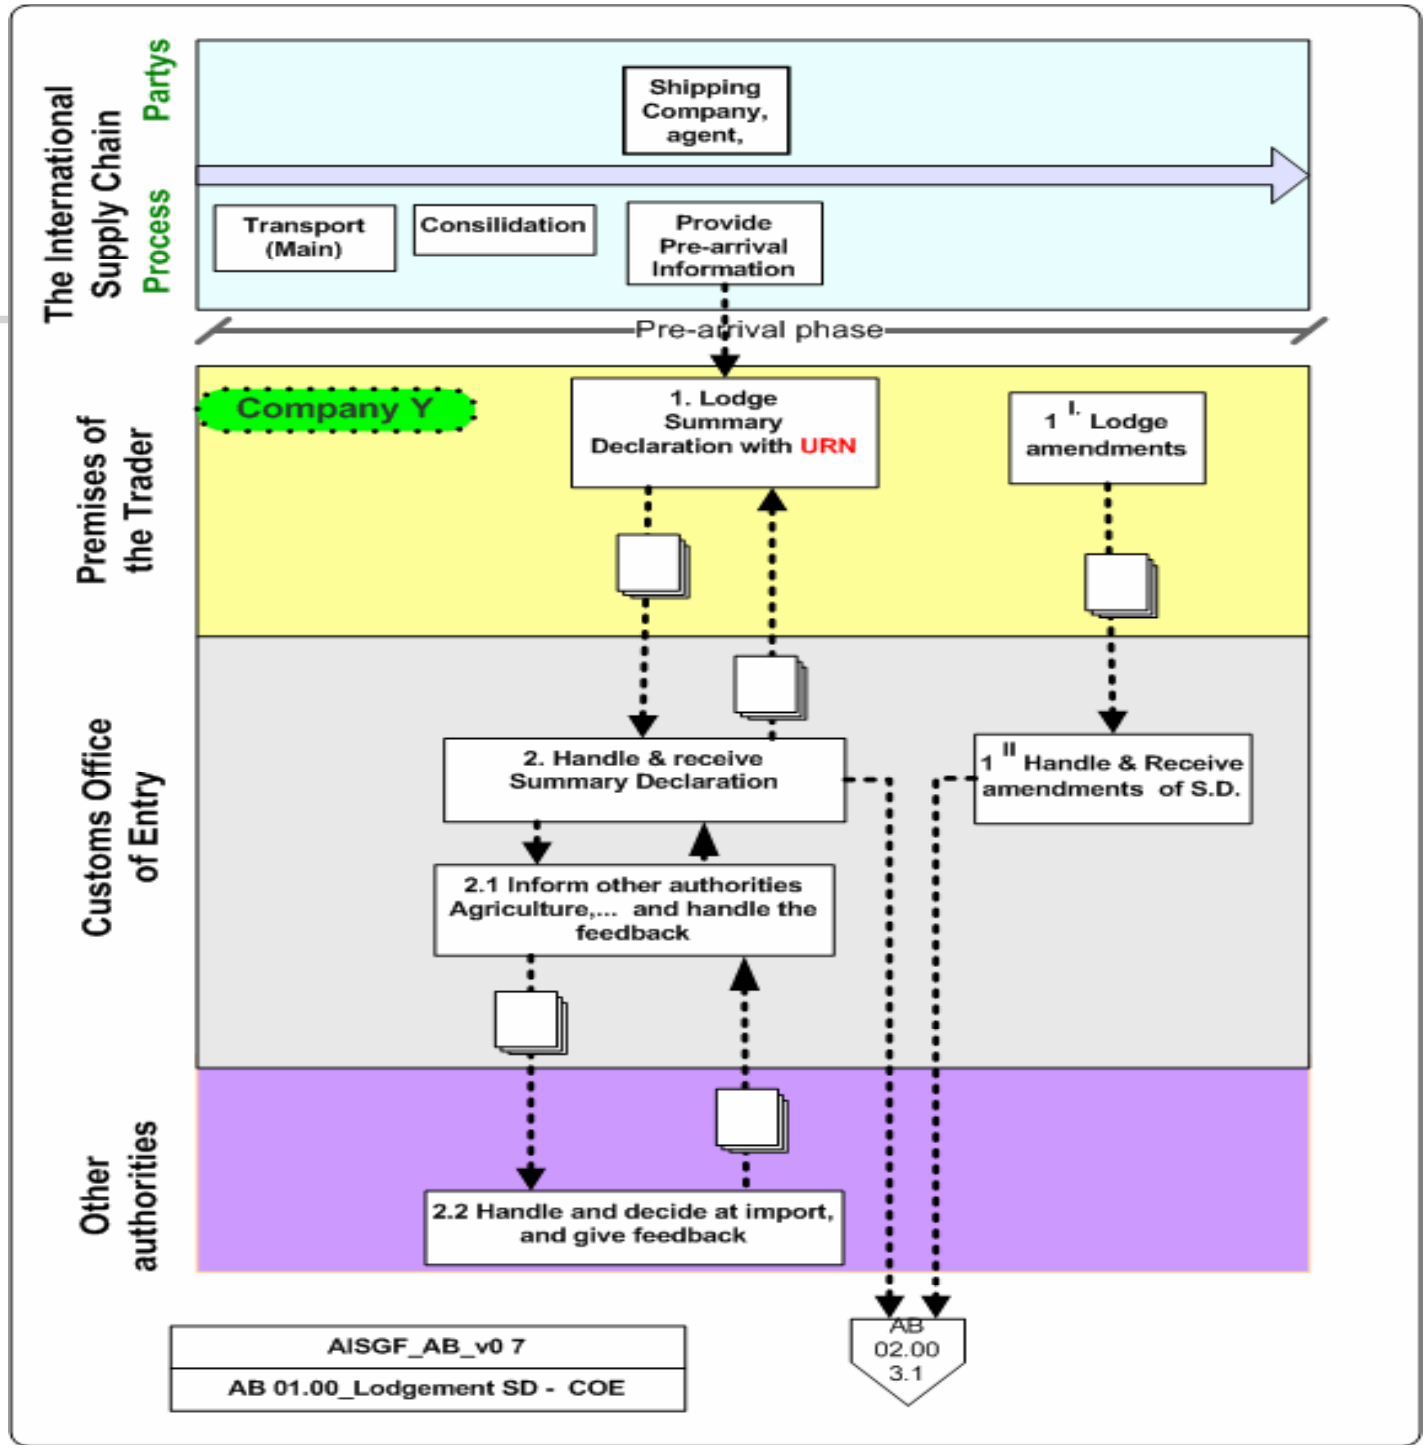 The International
Supply Chain
Partys
Process
Shipping
Company,
agent,
Transport
(Main)
Consilidation
Provide
Pre-arrival
Information
Pre-arrival phase
Premises of
the Trader
Company Y
1. Lodge
Summary
Declaration with URN
1 I. Lodge
amendments
Customs Office
of Entry
2. Handle & receive
Summary Declaration
1 II Handle & Receive
amendments of S.D.
2.1 Inform other authorities
Agriculture,... and handle the
feedback
Other
authorities
2.2 Handle and decide at import,
and give feedback
AB
02.00
3.1
AISGF_AB_v0 7
AB 01.00_Lodgement SD - COE